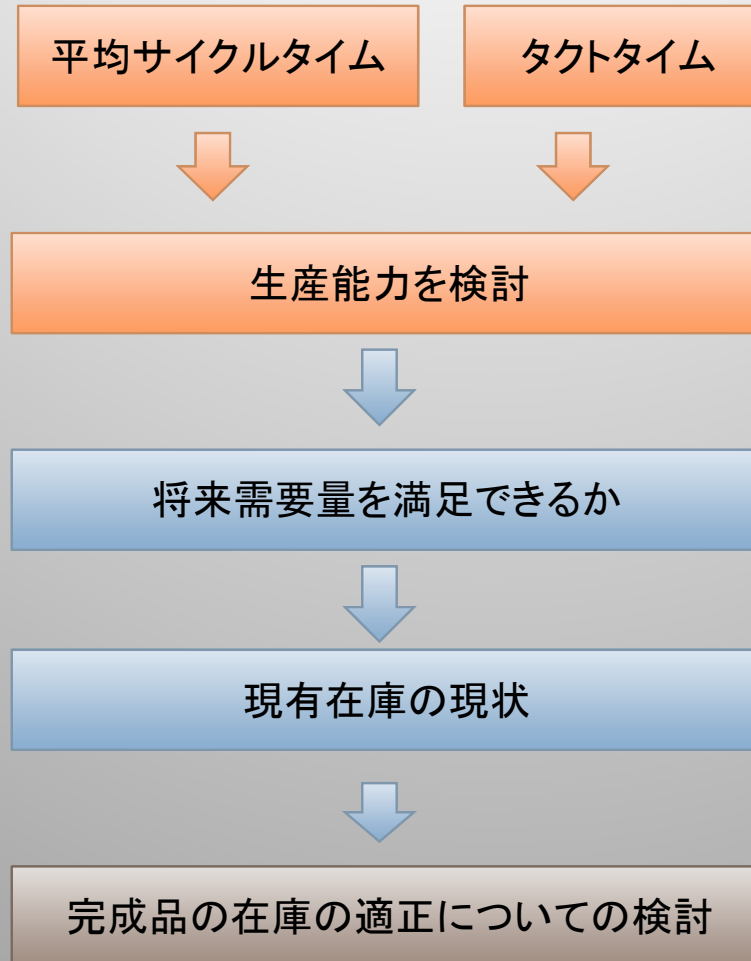 平均サイクルタイム
タクトタイム
生産能力を検討
将来需要量を満足できるか
現有在庫の現状
完成品の在庫の適正についての検討